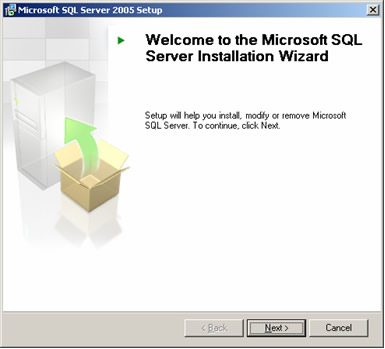 Microsoft SQL Server 2005 Setup
Welcome to the Microsoft SQL
Server Installation Wizard
Setup will help you install, modify or remove Microsoft
SQL Server. To continue, click Next.
< Back
Next >
Cancel